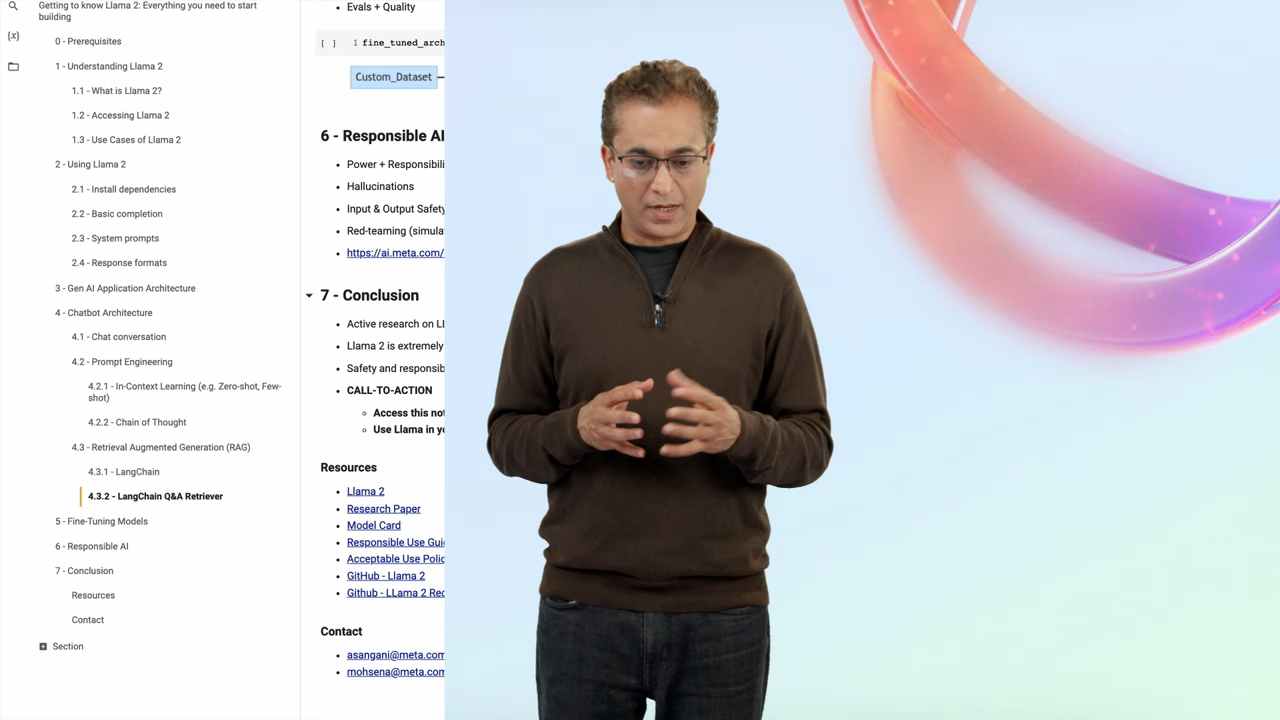 Getting to know Llama 2: Everything you need to start
building
{x}
0 - Prerequisites
1 - Understanding Llama 2
1.1 - What is Llama 2?
1.2 - Accessing Llama 2
1.3 - Use Cases of Llama 2
2 - Using Llama 2
2.1 - Install dependencies
2.2 - Basic completion
2.3 - System prompts
2.4 - Response formats
3 - Gen AI Application Architecture
4 - Chatbot Architecture
4.1 - Chat conversation
4.2 - Prompt Engineering
4.2.1 - In-Context Learning (e.g. Zero-shot, Few-
shot)
4.2.2 - Chain of Thought
4.3 - Retrieval Augmented Generation (RAG)
4.3.1 - LangChain
4.3.2 - LangChain Q&A Retriever
5 - Fine-Tuning Models
6 - Responsible AI
7 - Conclusion
Resources
Contact
Section
• Evals + Quality
[ ] 1 fine_tuned_arch
Custom_Dataset
6 - Responsible AI
• Power + Responsibili
• Hallucinations
• Input & Output Safety
• Red-teaming (simula
• https://ai.meta.com/
7 - Conclusion
• Active research on Ll
• Llama 2 is extremely
• Safety and responsib
• CALL-TO-ACTION
◦ Access this not
◦ Use Llama in yo
Resources
• Llama 2
• Research Paper
• Model Card
• Responsible Use Gui
• Acceptable Use Polic
• GitHub - Llama 2
• Github - LLama 2 Rec
Contact
• asangani@meta.com
• mohsena@meta.com